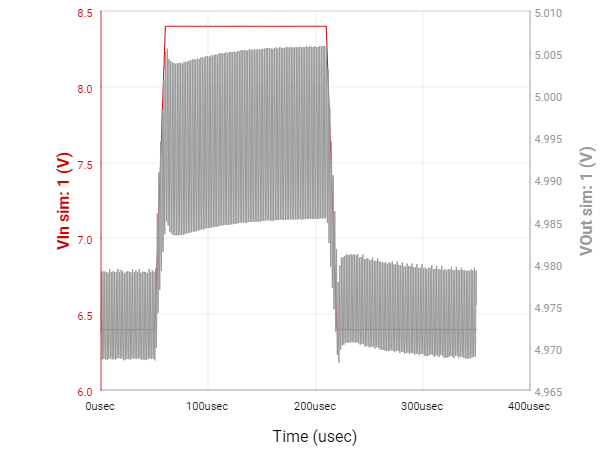 8.5
8.0
7.5
7.0
6.5
6.0
VIn sim: 1 (V)
5.010
5.005
5.000
4.995
4.990
4.985
4.980
4.975
4.970
4.965
VOut sim: 1 (V)
0usec
100usec
200usec
300usec
400usec
Time (usec)